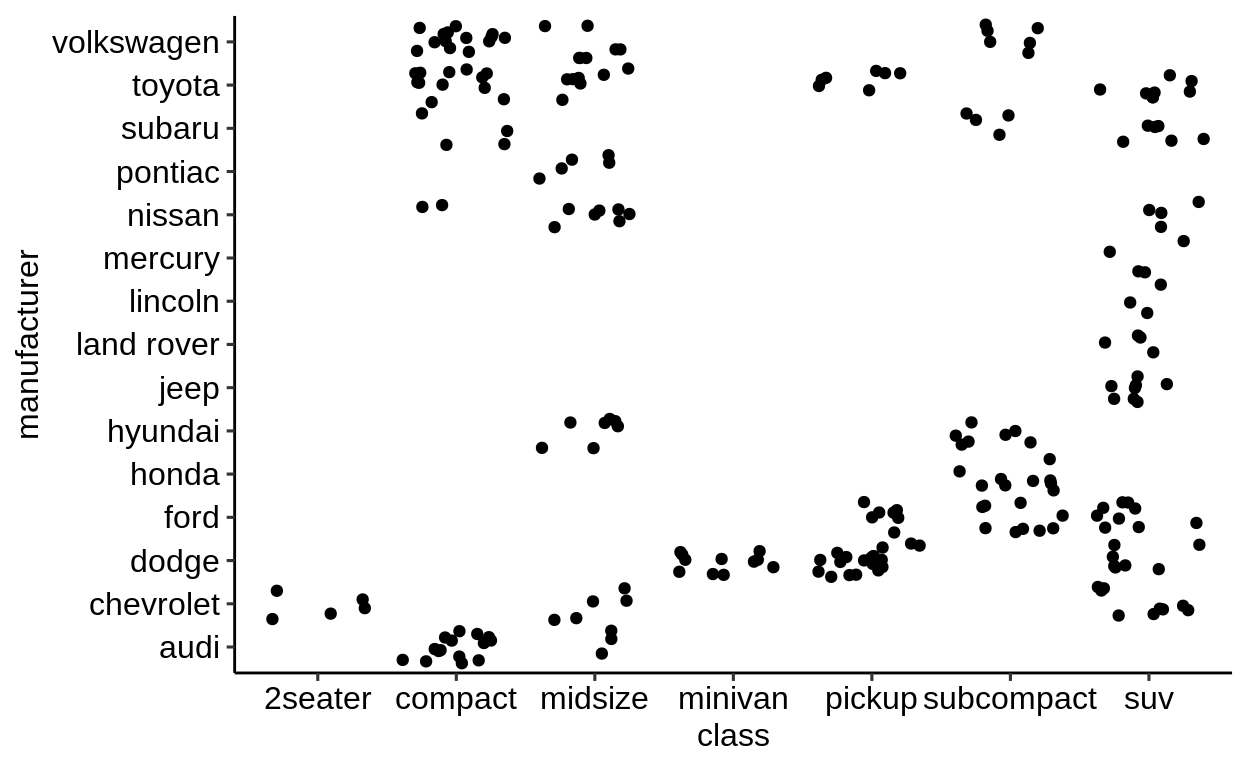 manufacturer
volkswagen
toyota
subaru
pontiac
nissan
mercury
lincoln
land rover
jeep
hyundai
honda
ford
dodge
chevrolet
audi
2seater compact midsize minivan pickup subcompact suv
class